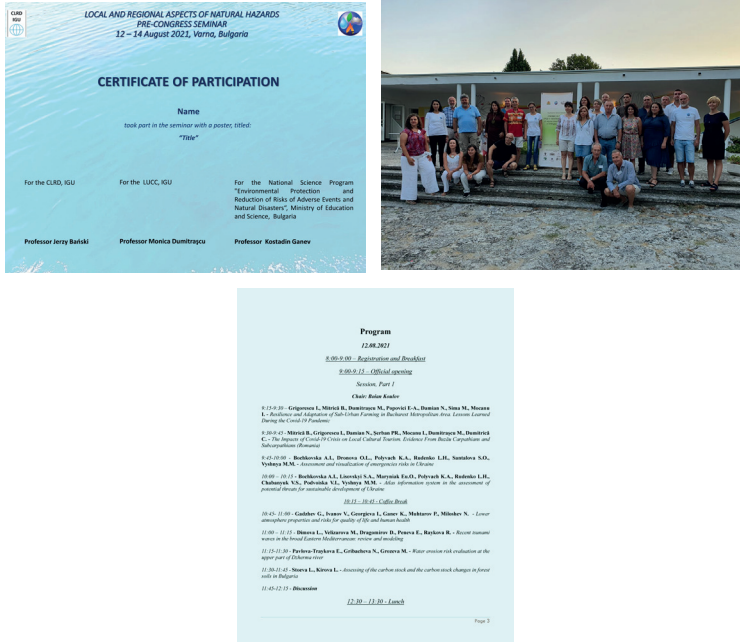 CLRD
IGU
LOCAL AND REGIONAL ASPECTS OF NATURAL HAZARDS
PRE-CONGRESS SEMINAR
12 – 14 August 2021, Varna, Bulgaria
CERTIFICATE OF PARTICIPATION
Name
took part in the seminar with a poster, titled:
"Title"
For the CLRD, IGU
For the LUCC, IGU
For the National Science Program
"Environmental Protection and
Reduction of Risks of Adverse Events and
Natural Disasters", Ministry of Education
and Science, Bulgaria
Professor Jerzy Bański
Professor Monica Dumitraşcu
Professor Kostadin Ganev
Program
12.08.2021
8:00-9:00 – Registration and Breakfast
9:00-9:15 – Official opening
Session, Part 1
Chair: Boian Koulov
9:15-9:30 - Grigorescu I., Mitrică B., Dumitraşcu M., Popovici E-A., Damian N., Sima M., Mocanu
I. - Resilience and Adaptation of Sub-Urban Farming in Bucharest Metropolitan Area. Lessons Learned
During the Covid-19 Pandemic
9:30-9:45 - Mitrică B., Grigorescu I., Damian N., Şerban PR., Mocanu I., Dumitraşcu M., Dumitrică
C. - The Impacts of Covid-19 Crisis on Local Cultural Tourism. Evidence From Buzău Carpathians and
Subcarpathians (Romania)
9:45-10:00 - Bochkovska A.I., Dronova O.L., Polyvach K.A., Rudenko L.H., Santalova S.O.,
Vyshnya M.M. - Assessment and visualization of emergencies risks in Ukraine
10:00 – 10:15 - Bochkovska A.I., Lisovskyi S.A., Maryniak Eu.O., Polyvach K.A., Rudenko L.H.,
Chabanyuk V.S., Podvoiska V.I., Vyshnya M.M. - Atlas information system in the assessment of
potential threats for sustainable development of Ukraine
10:15 – 10:45 - Coffee Break
10:45- 11:00 - Gadzhev G., Ivanov V., Georgieva I., Ganev K., Muhtarov P., Miloshev N. - Lower
atmosphere properties and risks for quality of life and human health
11:00 – 11:15 - Dimova L., Velizarova M., Dragomirov D., Peneva E., Raykova R. - Recent tsunami
waves in the broad Eastern Mediterranean: review and modeling
11:15-11:30 - Pavlova-Traykova E., Gribacheva N., Grozeva M. - Water erosion risk evaluation at the
upper part of Dzherma river
11:30-11:45 - Stoeva L., Kirova L. - Assessing of the carbon stock and the carbon stock changes in forest
soils in Bulgaria
11:45-12:15 - Discussion
12:30 – 13:30 - Lunch
Page 3